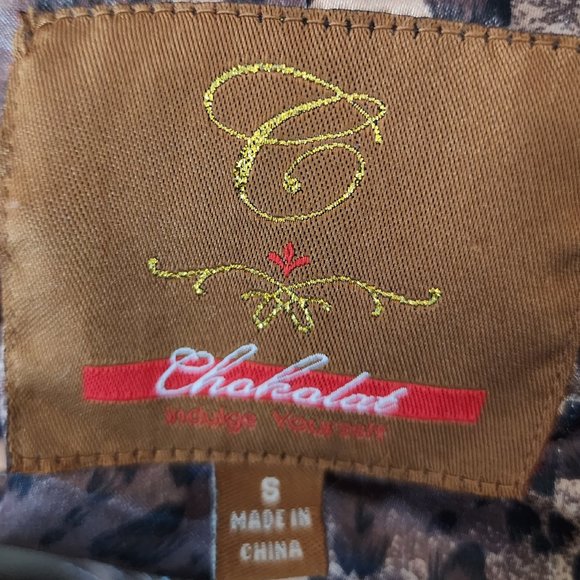 C
Chokolat
Indulge Yourself
S
MADE IN
CHINA